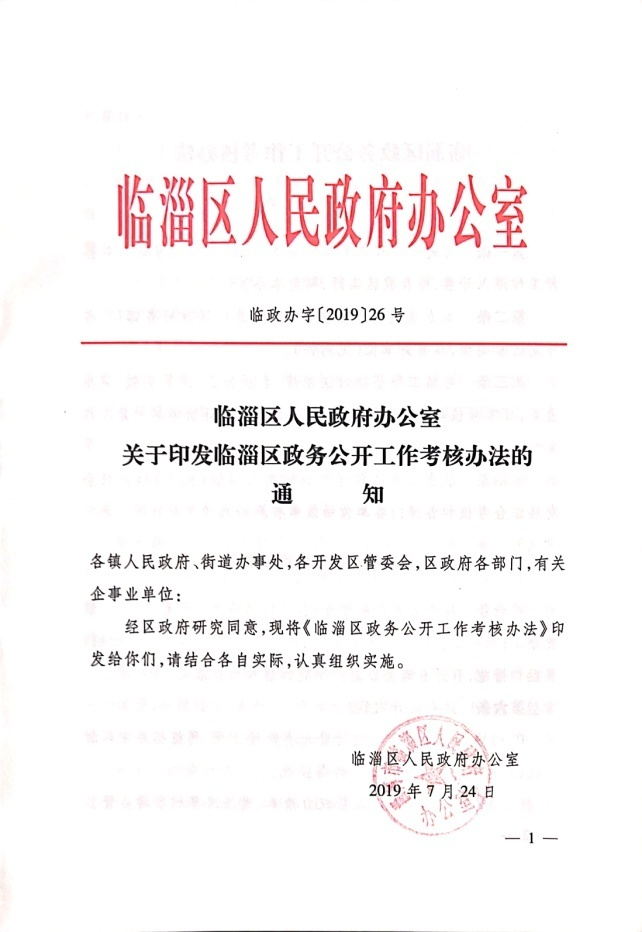 临淄区人民政府办公室
临政办字〔2019〕26号
临淄区人民政府办公室
关于印发临淄区政务公开工作考核办法的
通 知
各镇人民政府、街道办事处,各开发区管委会,区政府各部门,有关
企事业单位:
经区政府研究同意,现将《临淄区政务公开工作考核办法》印
发给你们,请结合各自实际,认真组织实施。
临淄区人民政府办公室
2019年7月24日
— 1 —